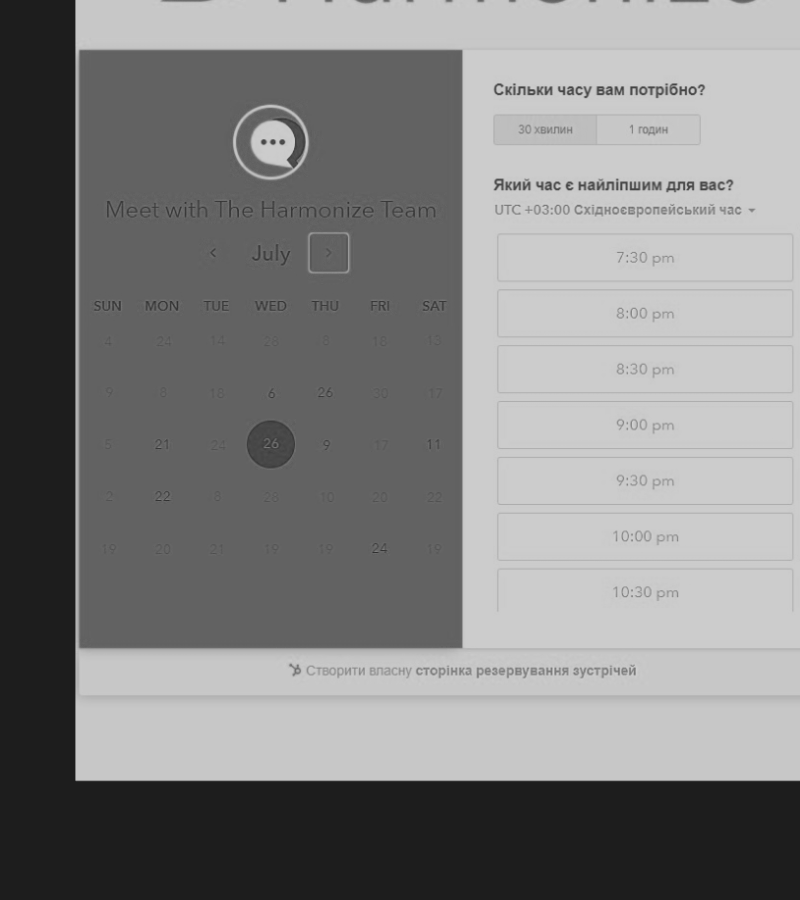 Harmonize
Meet with The Harmonize Team
July
SUN MON TUE WED THU FRI SAT
4 24 14 28 8 18 13
9 8 18 6 26 30 17
5 21 24 26 9 17 11
2 22 8 28 10 20 22
19 20 21 19 19 24 19
Скільки часу вам потрібно?
30 хвилин 1 годин
Який час є найліпшим для вас?
UTC +03:00 Східноєвропейський час
7:30 pm
8:00 pm
8:30 pm
9:00 pm
9:30 pm
10:00 pm
10:30 pm
Створити власну сторінка резервування зустрічей